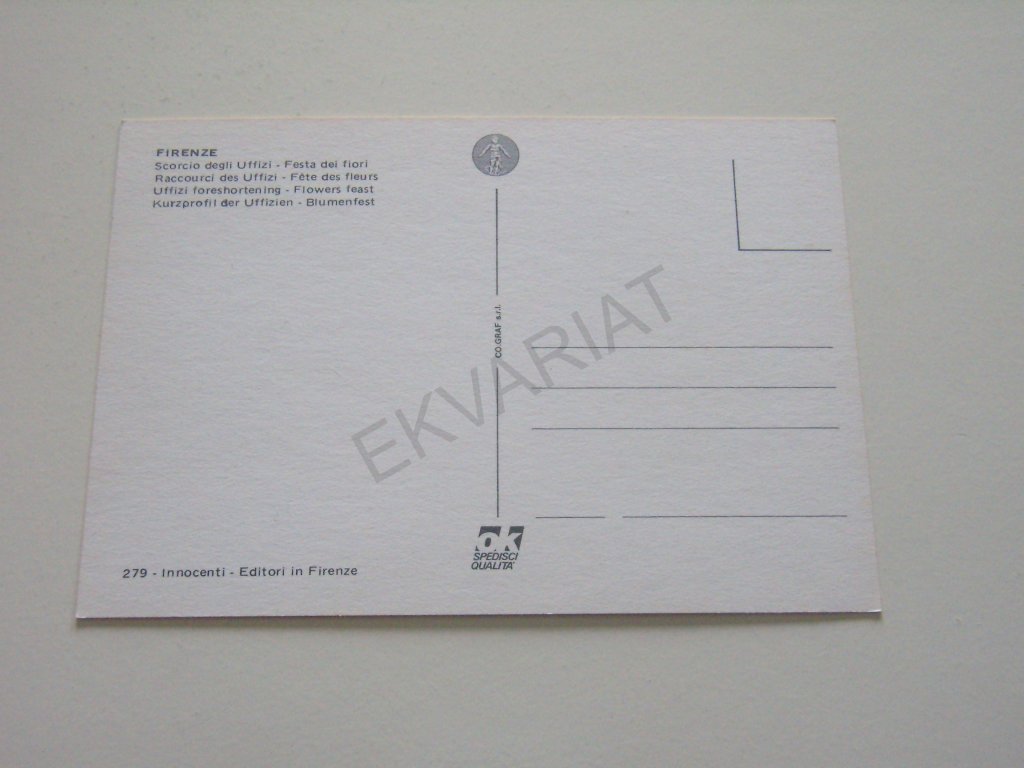 FIRENZE
Scorcio degli Uffizi - Festa dei fiori
Raccourci des Uffizi - Fête des fleurs
Uffizi foreshortening - Flowers feast
Kurzprofil der Uffizien - Blumenfest
CO.GRAF s.r.l.
EKVARIAT
ok
SPEDISCI
QUALITA'
279 - Innocenti - Editori in Firenze